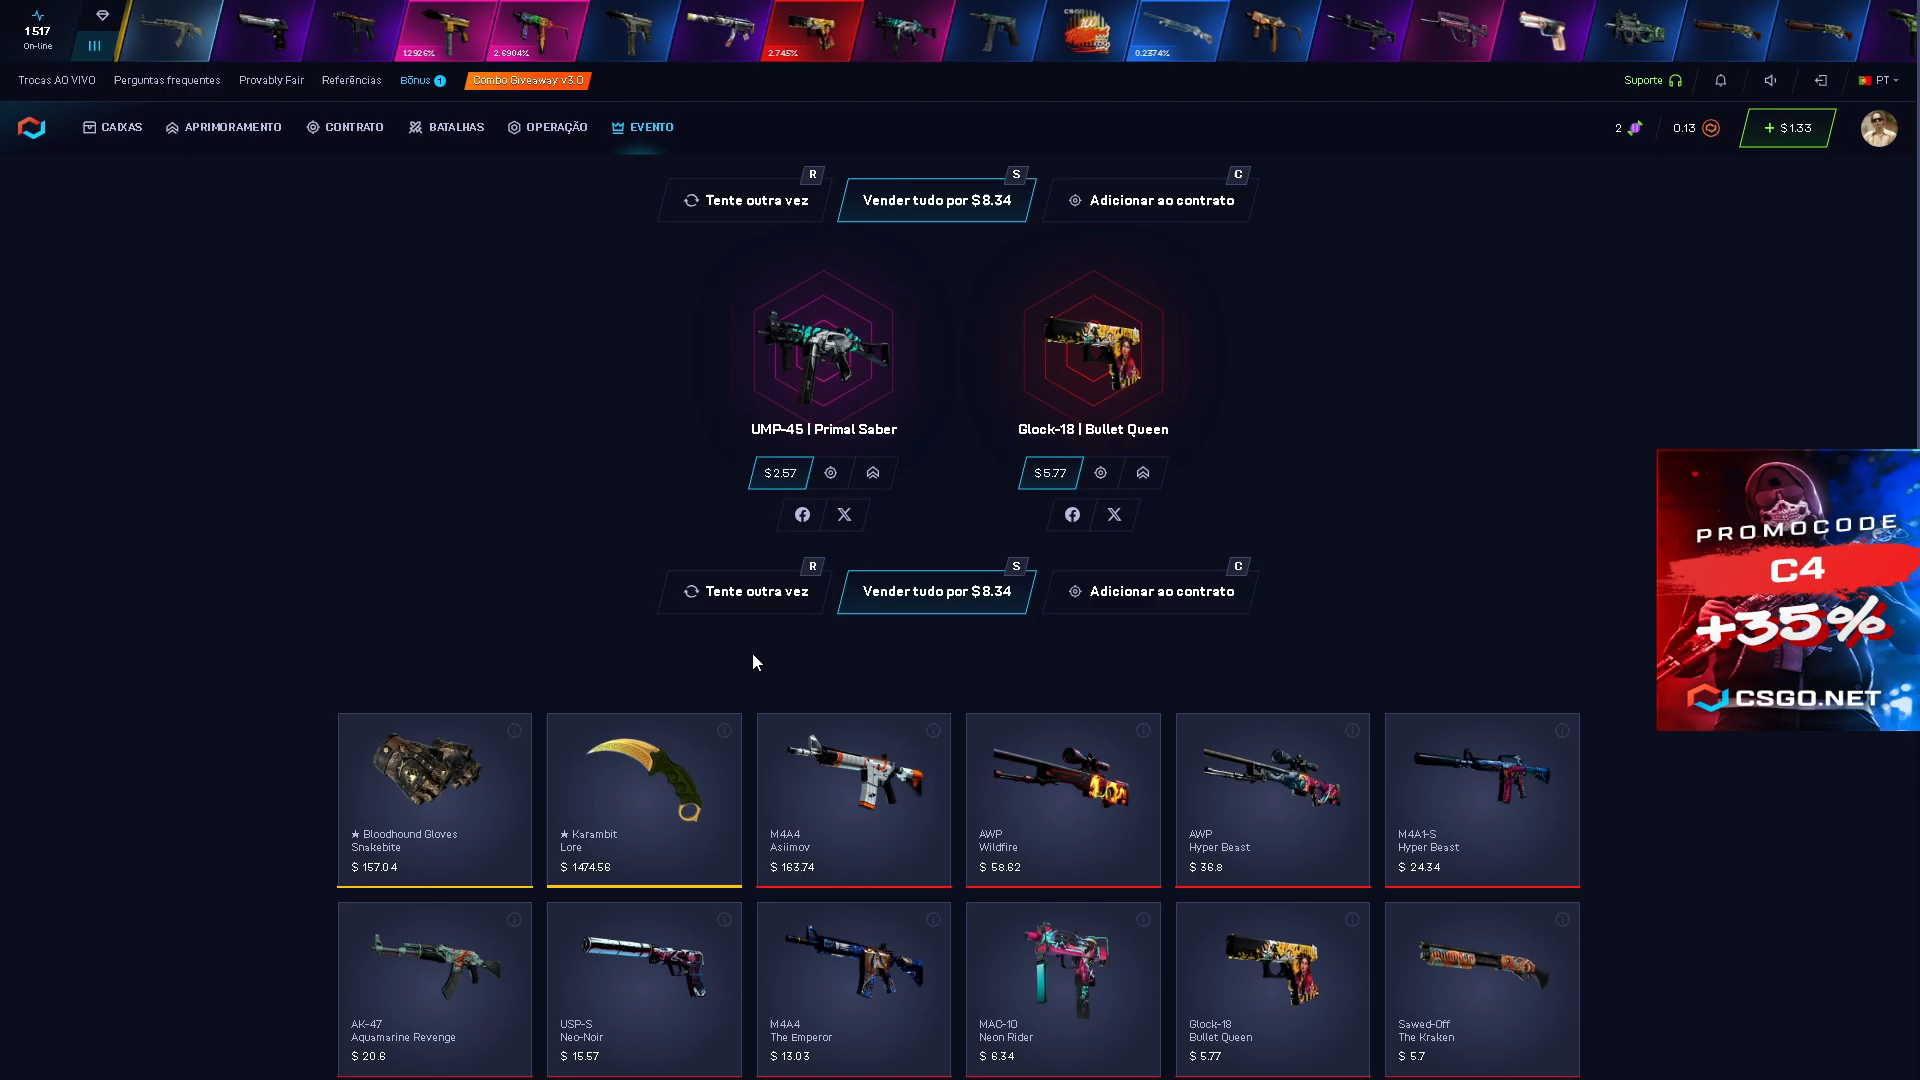 1 517
On-line
1.2926%
2.6904%
2.745%
0.2374%
Trocas AO VIVO
Perguntas frequentes
Provably Fair
Referências
Bônus 1
Combo Giveaway v3.0
Suporte
PT
CAIXAS
APRIMORAMENTO
CONTRATO
BATALHAS
OPERAÇÃO
EVENTO
2
0.13
+ $ 1.33
R
S
C
Tente outra vez
Vender tudo por $ 8.34
Adicionar ao contrato
UMP-45 | Primal Saber
Glock-18 | Bullet Queen
$ 2.57
$ 5.77
R
S
C
Tente outra vez
Vender tudo por $ 8.34
Adicionar ao contrato
PROMOCODE
C4
+35%
CSGO.NET
★ Bloodhound Gloves
Snakebite
$ 157.04
★ Karambit
Lore
$ 1474.56
M4A4
Asiimov
$ 163.74
AWP
Wildfire
$ 58.62
AWP
Hyper Beast
$ 36.8
M4A1-S
Hyper Beast
$ 24.34
AK-47
Aquamarine Revenge
$ 20.6
USP-S
Neo-Noir
$ 15.57
M4A4
The Emperor
$ 13.03
MAC-10
Neon Rider
$ 6.34
Glock-18
Bullet Queen
$ 5.77
Sawed-Off
The Kraken
$ 5.7